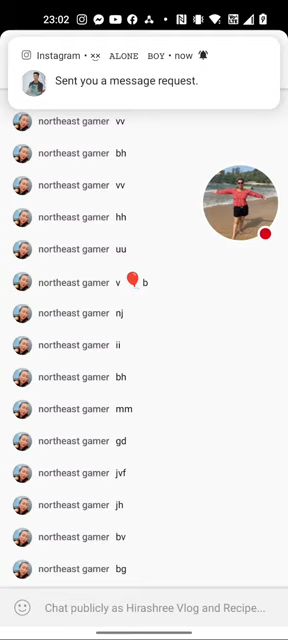 23:02
Instagram • ×͜× ALONE BOY • now
Sent you a message request.
northeast gamer vv
northeast gamer bh
northeast gamer vv
northeast gamer hh
northeast gamer uu
northeast gamer v 🎈 b
northeast gamer nj
northeast gamer ii
northeast gamer bh
northeast gamer mm
northeast gamer gd
northeast gamer jvf
northeast gamer jh
northeast gamer bv
northeast gamer bg
Chat publicly as Hirashree Vlog and Recipe...